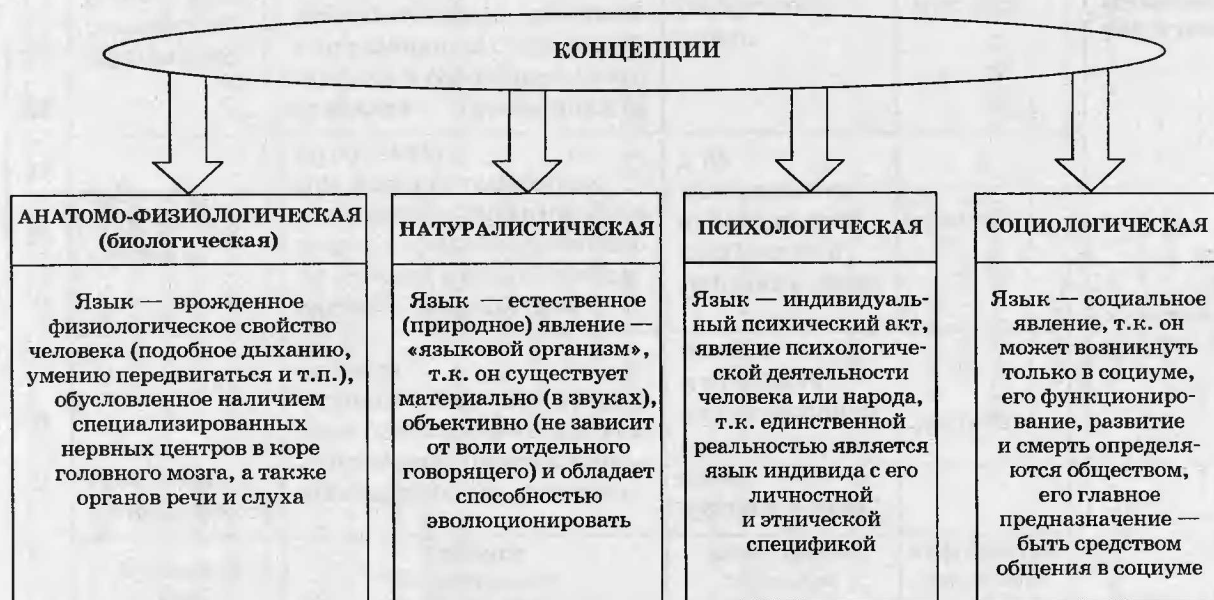 КОНЦЕПЦИИ
АНАТОМО-ФИЗИОЛОГИЧЕСКАЯ
(биологическая)
Язык — врожденное
физиологическое свойство
человека (подобное дыханию,
умению передвигаться и т.п.),
обусловленное наличием
специализированных
нервных центров в коре
головного мозга, а также
органов речи и слуха
НАТУРАЛИСТИЧЕСКАЯ
Язык — естественное
(природное) явление —
«языковой организм»,
т.к. он существует
материально (в звуках),
объективно (не зависит
от воли отдельного
говорящего) и обладает
способностью
эволюционировать
ПСИХОЛОГИЧЕСКАЯ
Язык — индивидуаль-
ный психический акт,
явление психологиче-
ской деятельности
человека или народа,
т.к. единственной
реальностью является
язык индивида с его
личностной
и этнической
спецификой
СОЦИОЛОГИЧЕСКАЯ
Язык — социальное
явление, т.к. он
может возникнуть
только в социуме,
его функциониро-
вание, развитие
и смерть определя-
ются обществом,
его главное
предназначение —
быть средством
общения в социуме